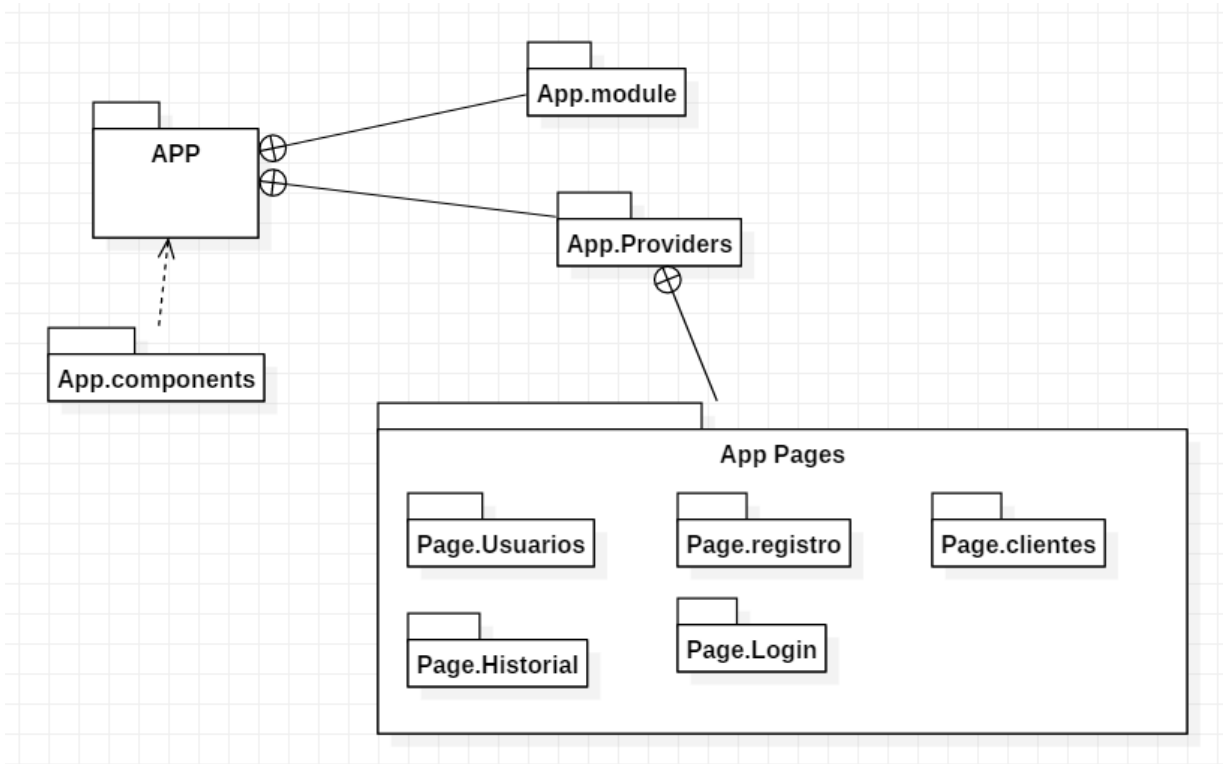 App.module
APP
App.Providers
App.components
App Pages
Page.Usuarios
Page.registro
Page.clientes
Page.Historial
Page.Login